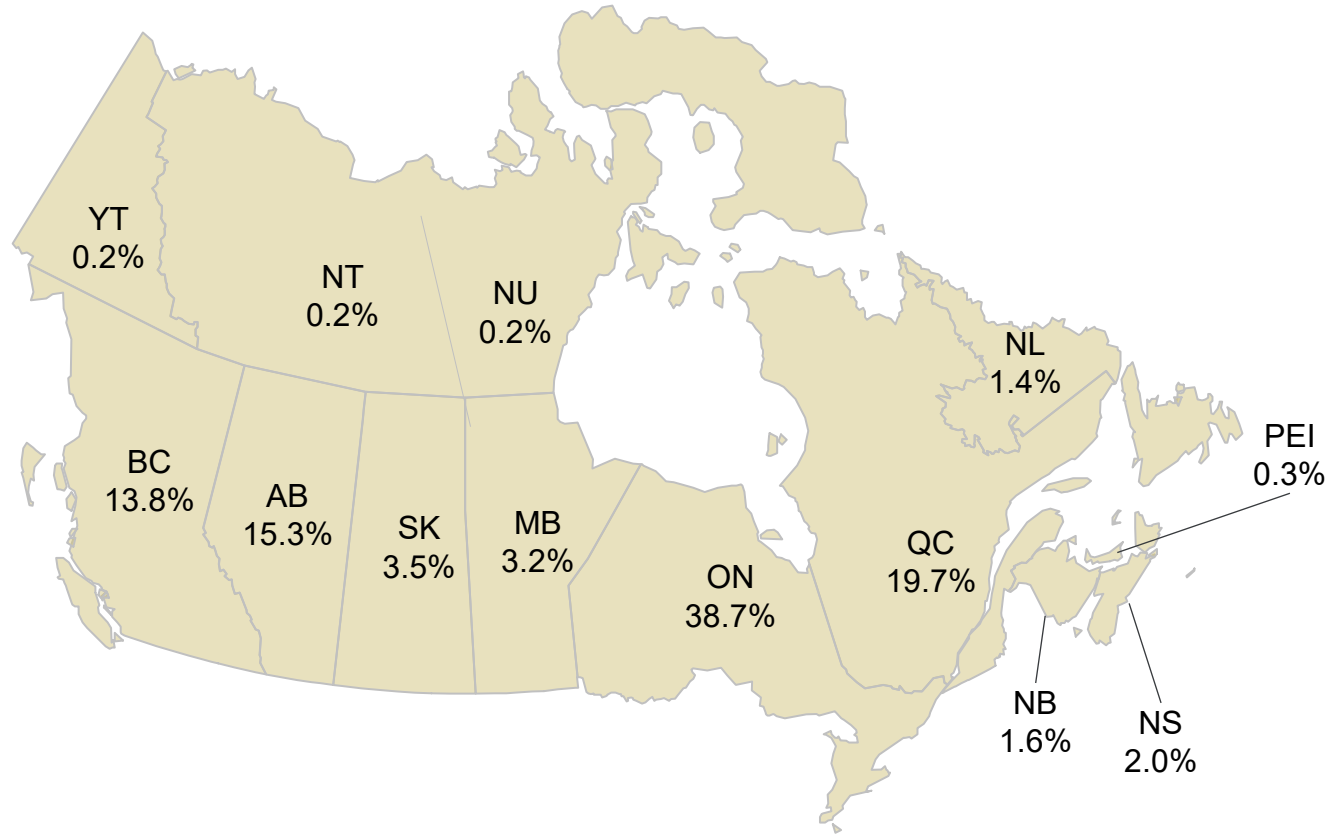 YT
0.2%
NT
0.2%
NU
0.2%
NL
1.4%
PEI
0.3%
BC
13.8%
AB
15.3%
SK
3.5%
MB
3.2%
ON
38.7%
QC
19.7%
NB
1.6%
NS
2.0%